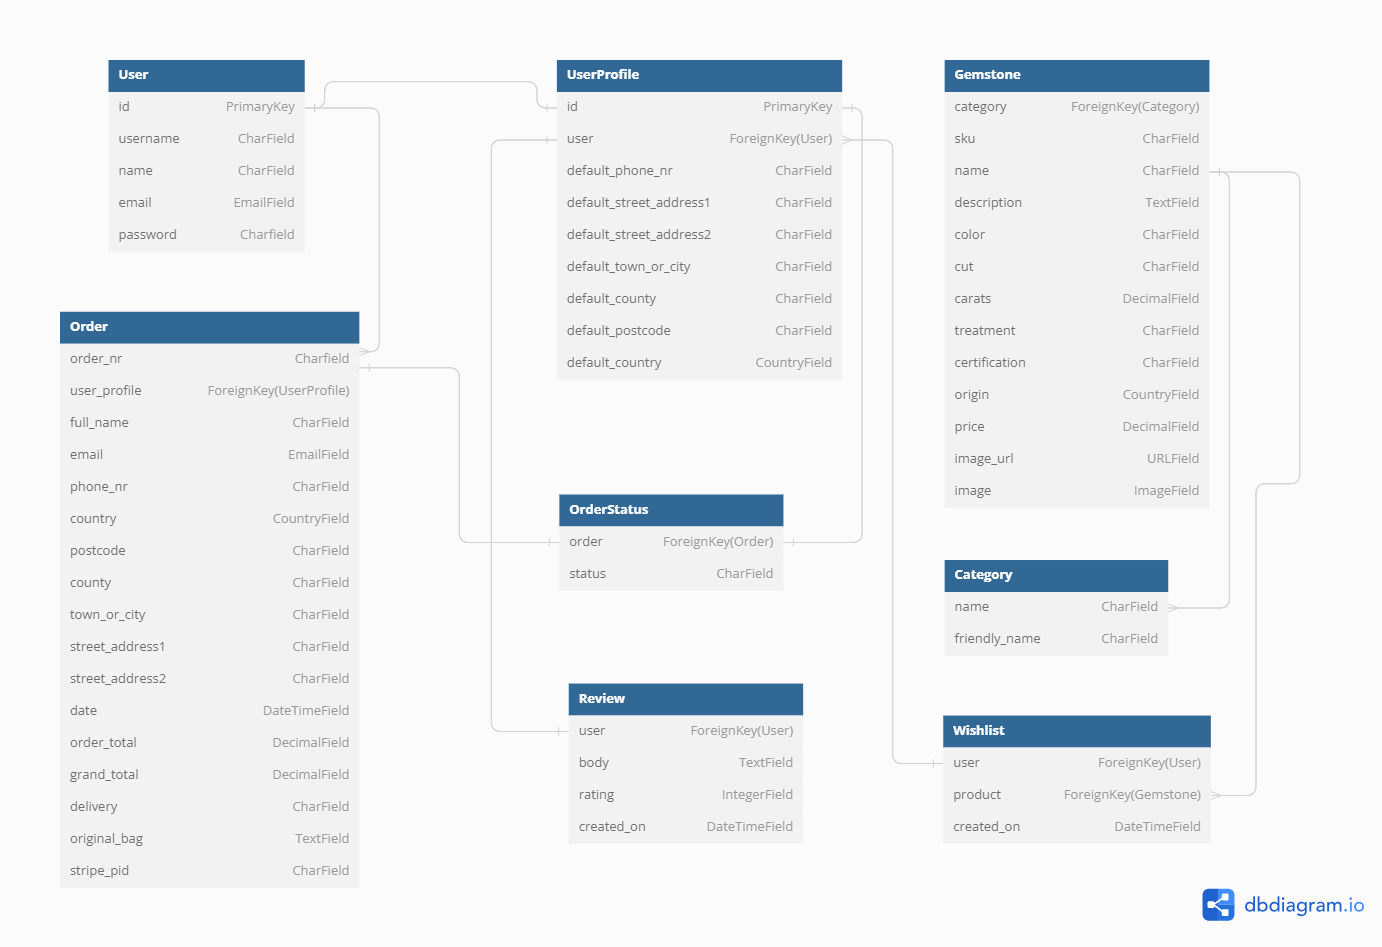 User
id PrimaryKey
username CharField
name CharField
email EmailField
password Charfield
Order
order_nr Charfield
user_profile ForeignKey(UserProfile)
full_name CharField
email EmailField
phone_nr CharField
country CountryField
postcode CharField
county CharField
town_or_city CharField
street_address1 CharField
street_address2 CharField
date DateTimeField
order_total DecimalField
grand_total DecimalField
delivery CharField
original_bag TextField
stripe_pid CharField
UserProfile
id PrimaryKey
user ForeignKey(User)
default_phone_nr CharField
default_street_address1 CharField
default_street_address2 CharField
default_town_or_city CharField
default_county CharField
default_postcode CharField
default_country CountryField
OrderStatus
order ForeignKey(Order)
status CharField
Review
user ForeignKey(User)
body TextField
rating IntegerField
created_on DateTimeField
Gemstone
category ForeignKey(Category)
sku CharField
name CharField
description TextField
color CharField
cut CharField
carats DecimalField
treatment CharField
certification CharField
origin CountryField
price DecimalField
image_url URLField
image ImageField
Category
name CharField
friendly_name CharField
Wishlist
user ForeignKey(User)
product ForeignKey(Gemstone)
created_on DateTimeField
dbdiagram.io